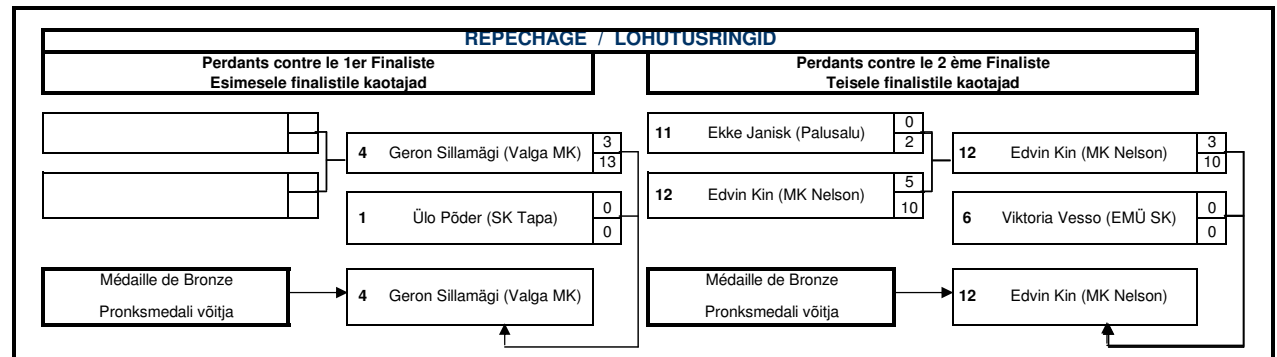 REPECHAGE / LOHUTUSRINGID
Perdants contre le 1er Finaliste
Esimesele finalistile kaotajad
Perdants contre le 2 ème Finaliste
Teisele finalistile kaotajad
4 Geron Sillamägi (Valga MK) 3
13
1 Ülo Põder (SK Tapa) 0
0
Médaille de Bronze
Pronksmedali võitja
4 Geron Sillamägi (Valga MK)
11 Ekke Janisk (Palusalu) 0
2
12 Edvin Kin (MK Nelson) 5
10
12 Edvin Kin (MK Nelson) 3
10
6 Viktoria Vesso (EMÜ SK) 0
0
Médaille de Bronze
Pronksmedali võitja
12 Edvin Kin (MK Nelson)